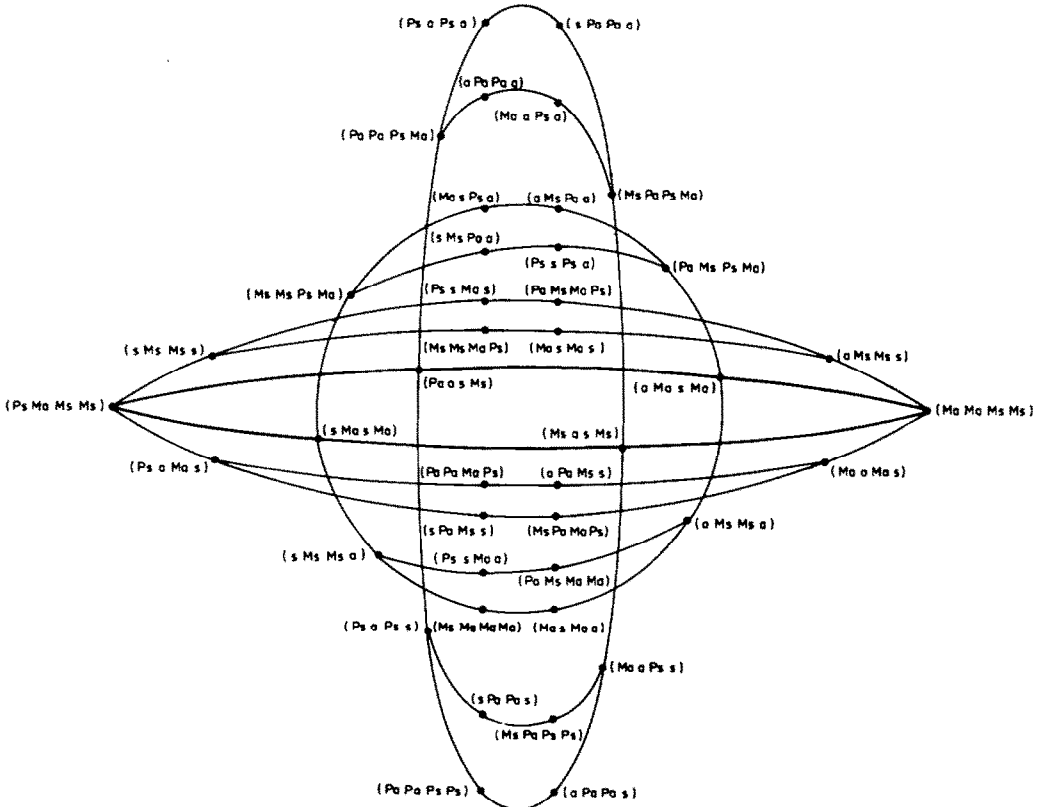 (Ps a Ps a) (s Pa Pa a)
(a Pa Pa a)
(Ma a Ps a)
(Pa Pa Ps Ma)
(Ms Pa Ps Ma)
(Ma s Ps a) (a Ms Pa a)
(s Ms Pa a)
(Ps s Ps a)
(Pa Ms Ps Ma)
(Ms Ms Ps Ma)
(Ps s Ma s) (Pa Ms Ma Ps)
(s Ms Ms s) (Ms Ms Ma Ps) (Ma s Ma s) (a Ms Ms s)
(Pa a s Ms) (a Ma s Ma)
(Ps Ma Ms Ms) (Ma Ma Ms Ms)
(s Ma s Ma) (Ms a s Ms)
(Ps a Ma s) (Pa Pa Ma Ps) (a Pa Ms s) (Ma a Ma s)
(s Pa Ms s) (Ms Pa Ma Ps)
(a Ms Ms a)
(s Ms Ms a) (Ps s Ma a)
(Pa Ms Ma Ma)
(Ps a Ps s) (Ms Ms Ma Ma) (Ma s Ma a)
(Ma a Ps s)
(s Pa Pa s)
(Ms Pa Ps Ps)
(Pa Pa Ps Ps) (a Pa Pa s)